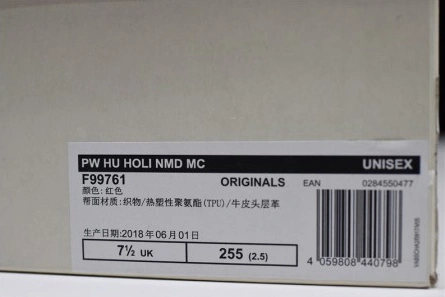 PW HU HOLI NMD MC UNISEX
F99761 ORIGINALS EAN 0284550477
颜色:红色
帮面材质:织物/热塑性聚氨酯(TPU)/牛皮头层革
生产日期:2018年06月01日
7½ UK 255 (2.5)
4 059808 440798